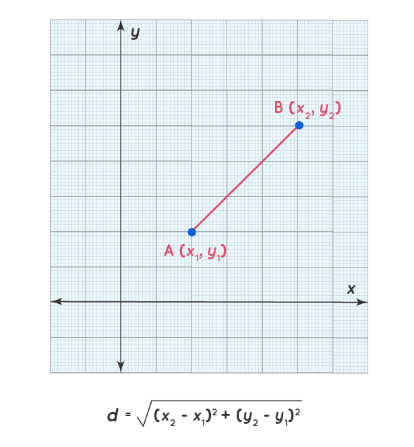 y
B (x₂, y₂)
A (x₁, y₁)
x
d = √(x₂ - x₁)² + (y₂ - y₁)²